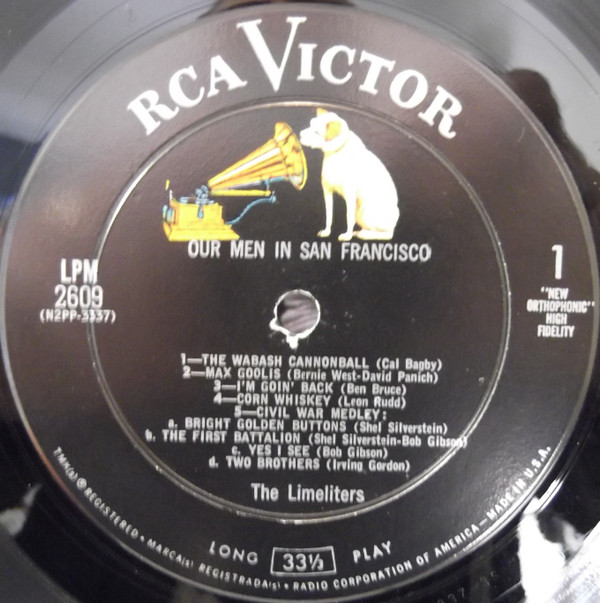 RCA VICTOR
OUR MEN IN SAN FRANCISCO
LPM
2609
(N2PP-3337)
1
"NEW
ORTHOPHONIC"
HIGH
FIDELITY
1—THE WABASH CANNONBALL (Cal Bagby)
2—MAX GOOLIS (Bernie West-David Panich)
3—I'M GOIN' BACK (Ben Bruce)
4—CORN WHISKEY (Leon Rudd)
5—CIVIL WAR MEDLEY:
a. BRIGHT GOLDEN BUTTONS (Shel Silverstein)
b. THE FIRST BATTALION (Shel Silverstein-Bob Gibson)
c. YES I SEE (Bob Gibson)
d. TWO BROTHERS (Irving Gordon)
The Limeliters
LONG 33⅓ PLAY
TMK(s) ® REGISTERED • MARCA(s) REGISTRADA(s) • RADIO CORPORATION OF AMERICA—MADE IN U.S.A.